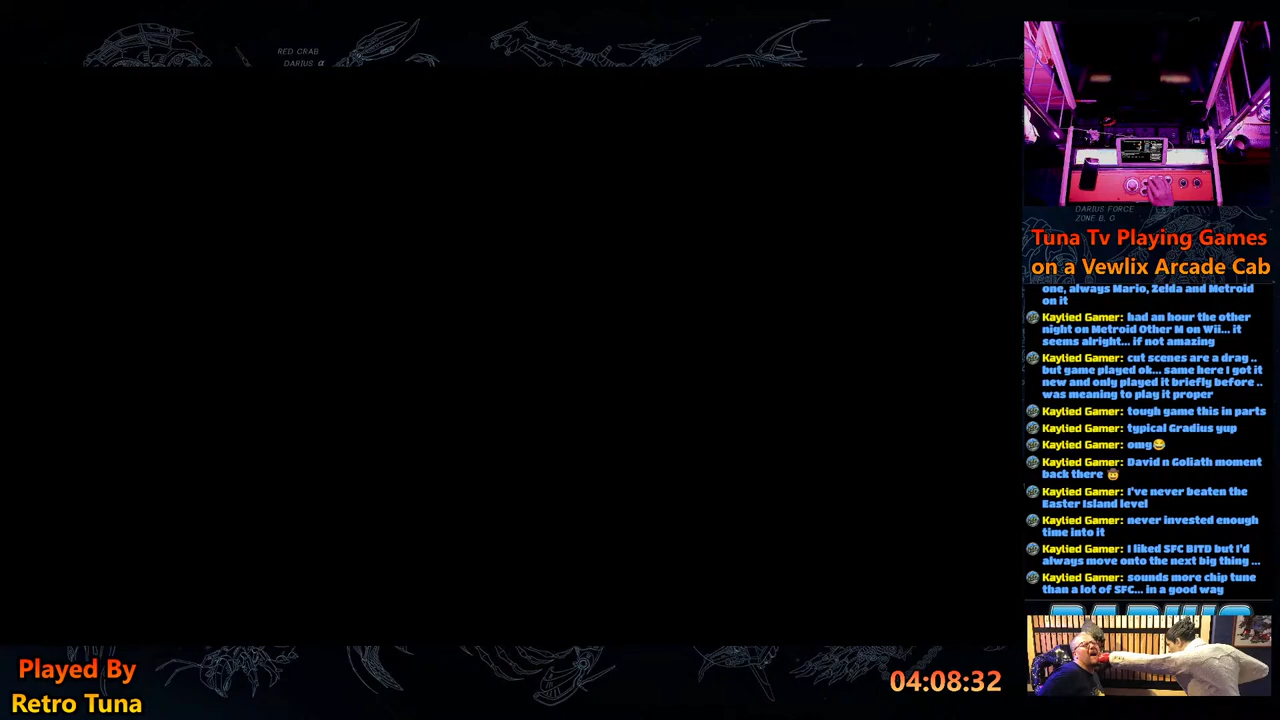 RED CRAB
DARIUS α
DARIUS FORCE
ZONE B, G
Tuna Tv Playing Games
on a Vewlix Arcade Cab
one, always Mario, Zelda and Metroid
on it
Kaylied Gamer: had an hour the other
night on Metroid Other M on Wii... it
seems alright... if not amazing
Kaylied Gamer: cut scenes are a drag ..
but game played ok... same here I got it
new and only played it briefly before ..
was meaning to play it proper
Kaylied Gamer: tough game this in parts
Kaylied Gamer: typical Gradius yup
Kaylied Gamer: omg😂
Kaylied Gamer: David n Goliath moment
back there 🤠
Kaylied Gamer: I've never beaten the
Easter Island level
Kaylied Gamer: never invested enough
time into it
Kaylied Gamer: I liked SFC BITD but I'd
always move onto the next big thing ...
Kaylied Gamer: sounds more chip tune
than a lot of SFC... in a good way
Played By
Retro Tuna
04:08:32